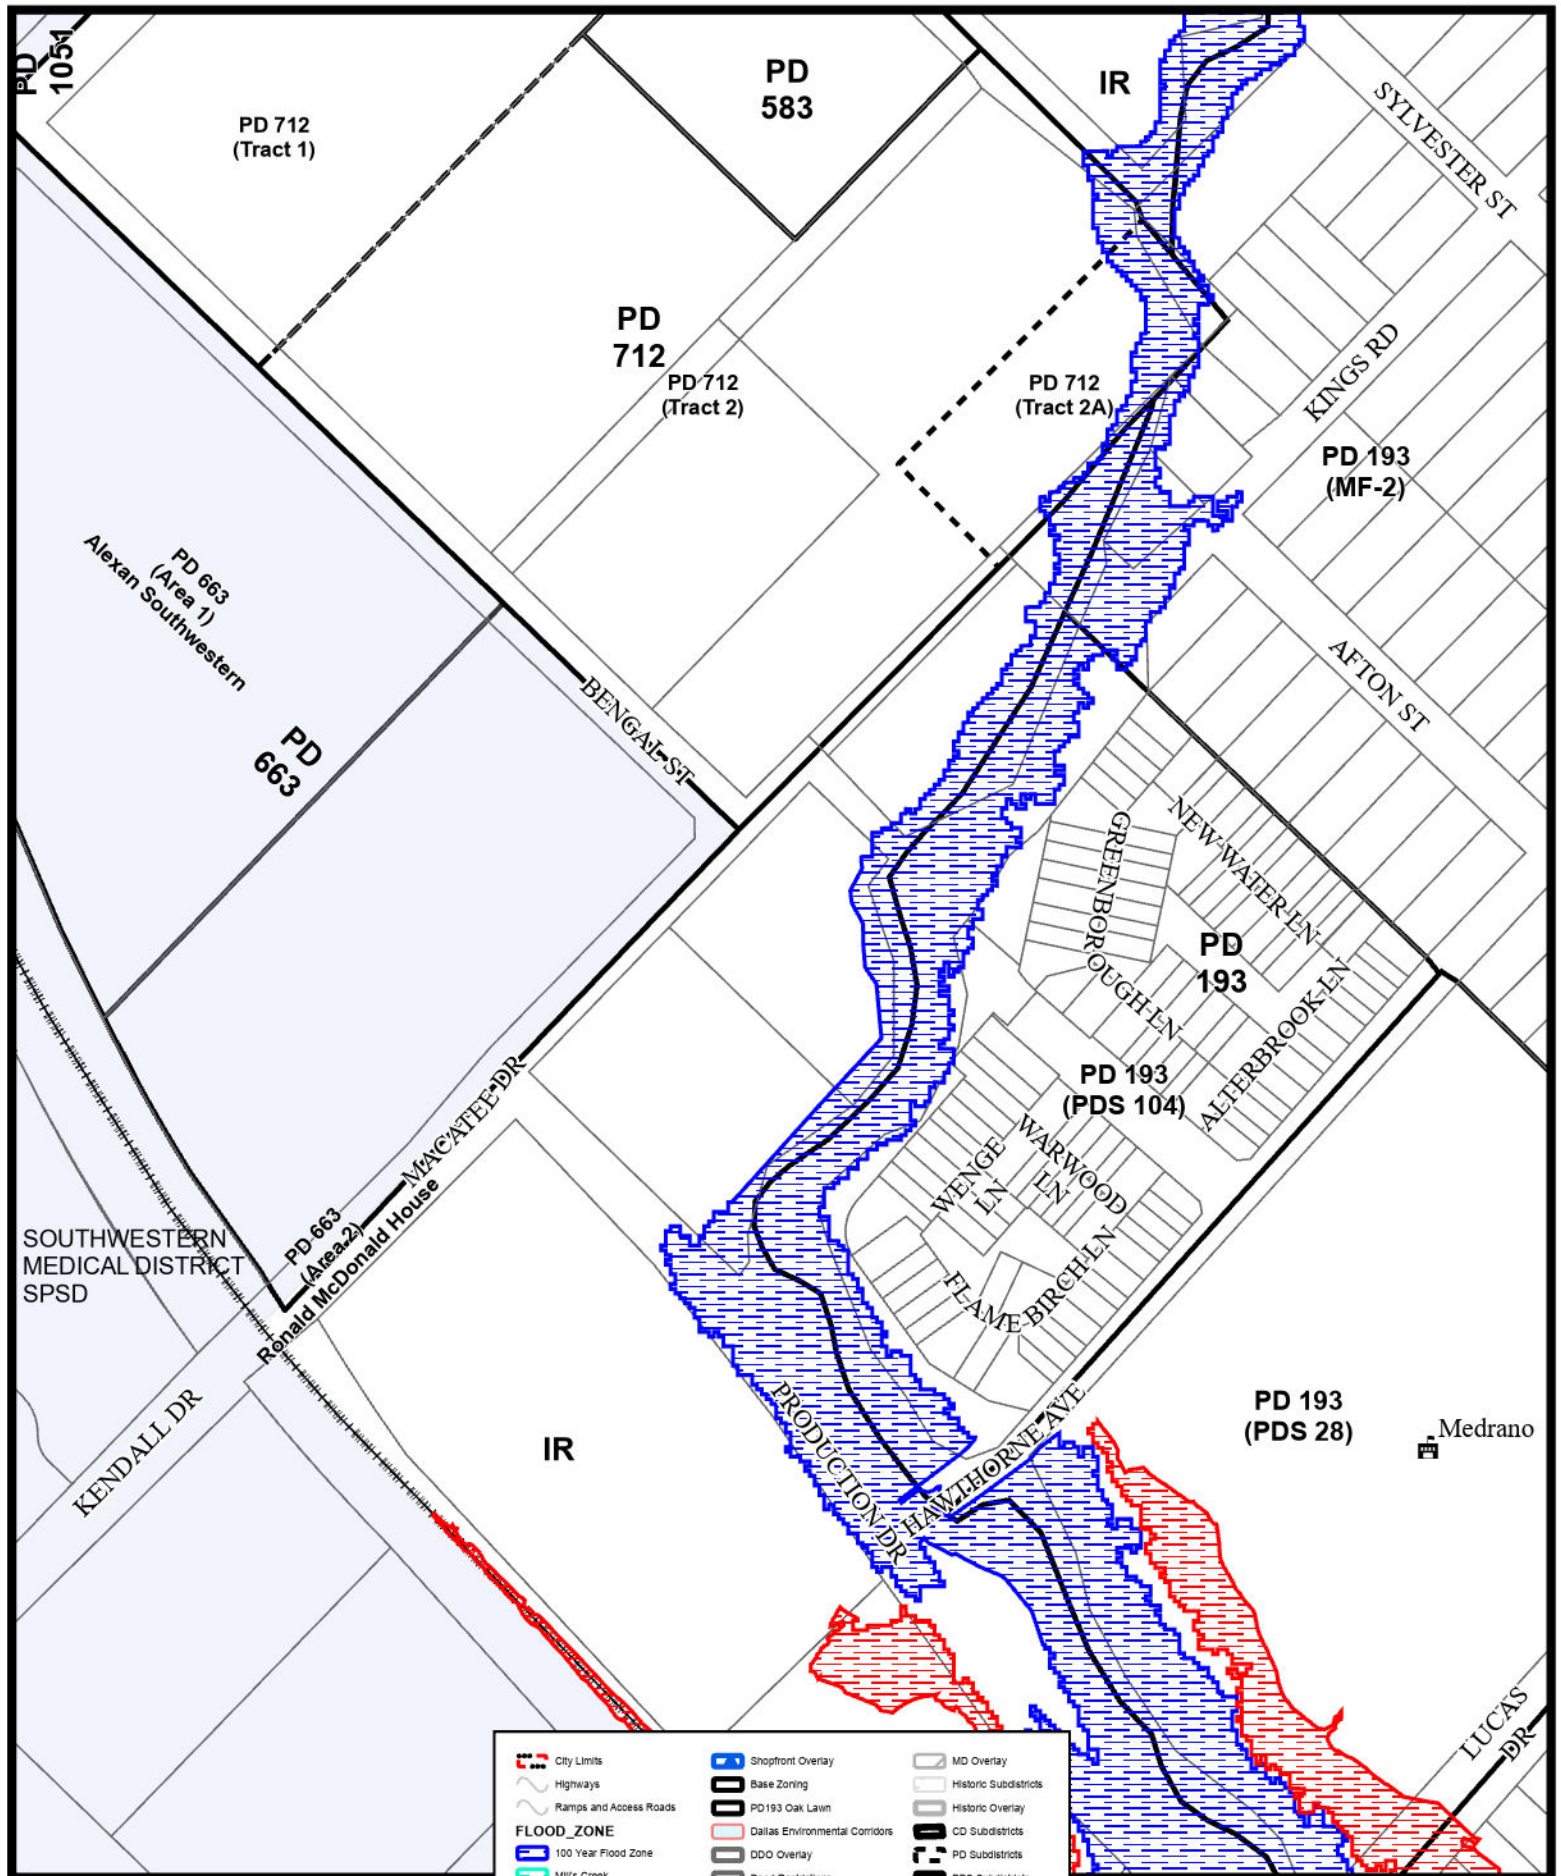 PD
1051
PD 712
(Tract 1)
PD
583
IR
SYLVESTER ST
PD
712
PD 712
(Tract 2)
PD 712
(Tract 2A)
KINGS RD
PD 193
(MF-2)
PD 663
(Area 1)
Alexan Southwestern
PD
663
BENGAL ST
AFTON ST
GREENBOROUGH LN
NEW WATER LN
PD
193
ALTERBROOK LN
PD 193
(PDS 104)
MACATEE DR
WENGE
LN
WARWOOD
LN
FLAME BIRCH LN
SOUTHWESTERN
MEDICAL DISTRICT
SPSD
PD 663
(Area 2)
Ronald McDonald House
KENDALL DR
IR
PRODUCTION DR
HAWTHORNE AVE
PD 193
(PDS 28)
Medrano
LUCAS
DR
City Limits
Highways
Ramps and Access Roads
FLOOD_ZONE
100 Year Flood Zone
Mill's Creek
Shopfront Overlay
Base Zoning
PD193 Oak Lawn
Dallas Environmental Corridors
DDO Overlay
MD Overlay
Historic Subdistricts
Historic Overlay
CD Subdistricts
PD Subdistricts